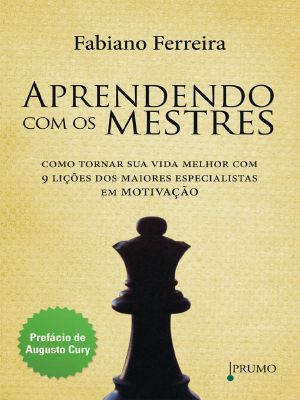 Fabiano Ferreira
APRENDENDO
COM OS MESTRES
COMO TORNAR SUA VIDA MELHOR COM
9 LIÇÕES DOS MAIORES ESPECIALISTAS
EM MOTIVAÇÃO
Prefácio de
Augusto Cury
PRUMO